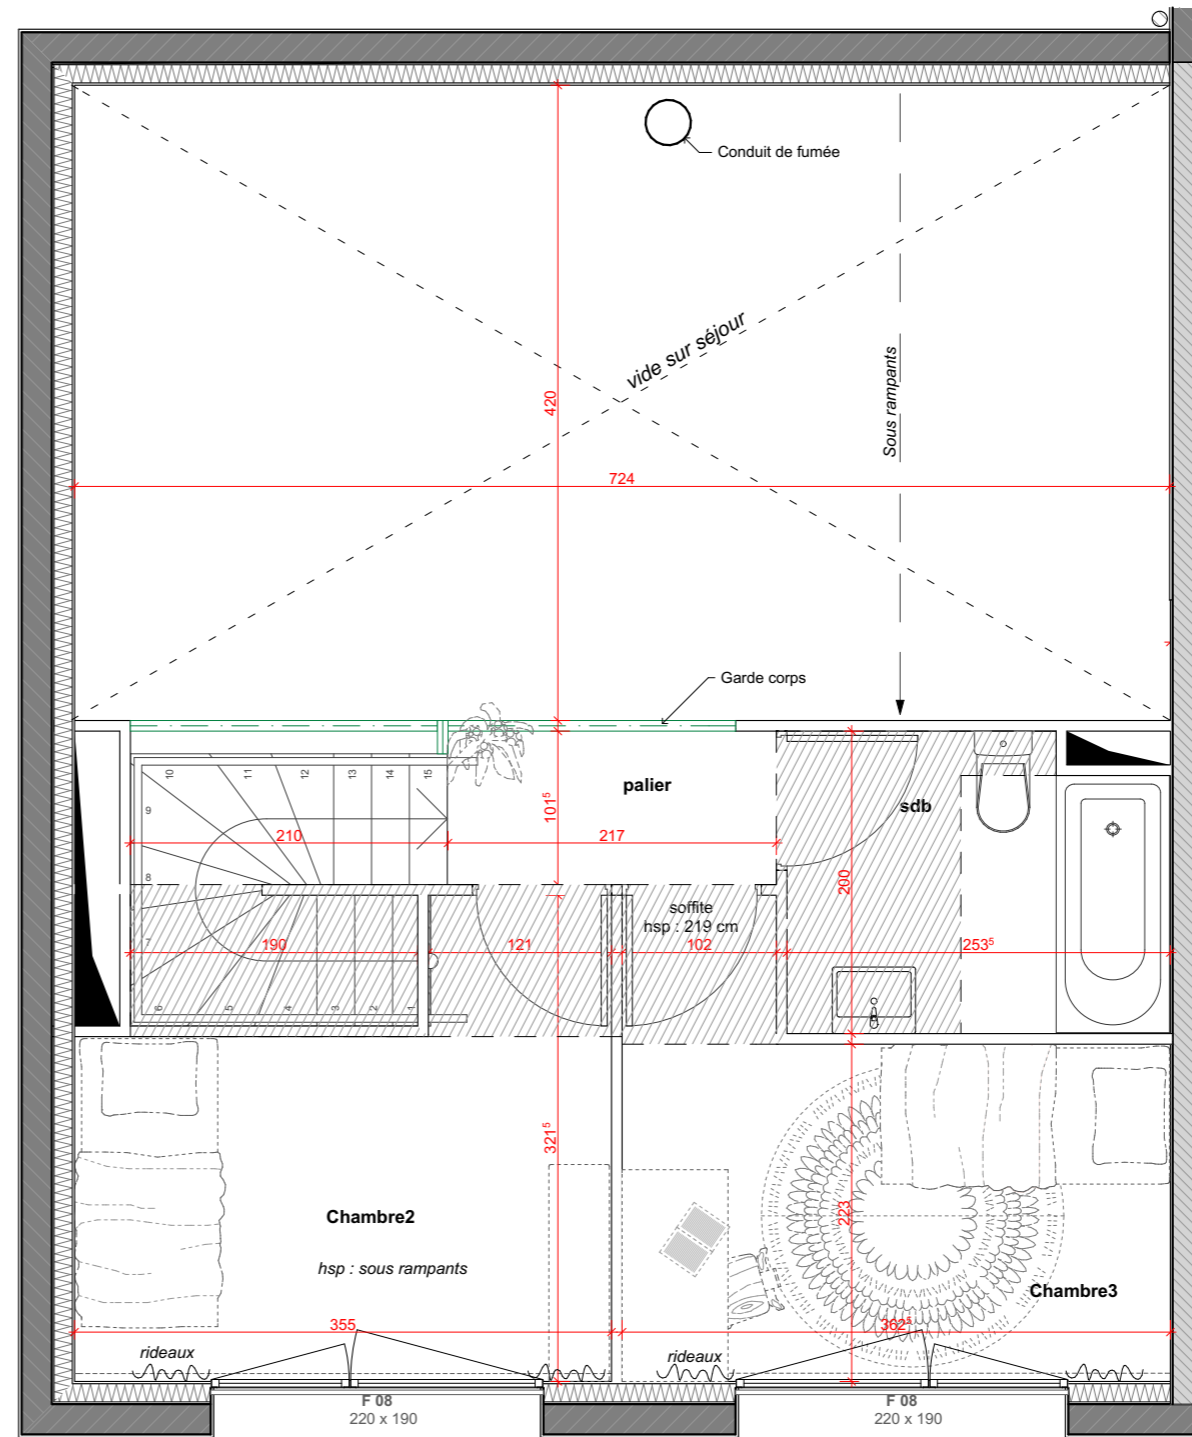 Conduit de fumée
vide sur séjour
420
Sous rampants
724
Garde corps
palier
sdb
10
11
12
13
14
15
9
101⁵
210
217
8
200
soffite
hsp : 219 cm
7
190
121
102
253⁵
6
5
4
3
2
1
321⁵
223
Chambre2
hsp : sous rampants
Chambre3
355
362⁵
rideaux
rideaux
F 08
220 x 190
F 08
220 x 190